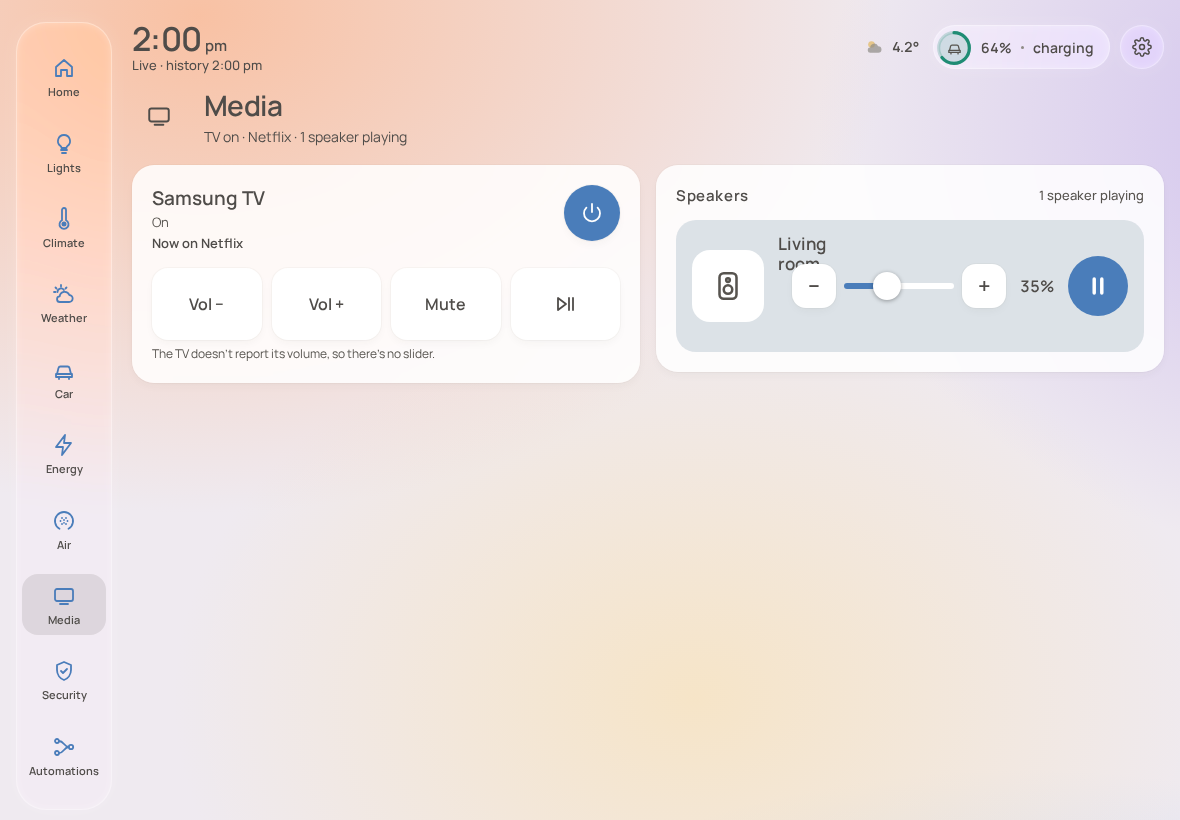 2:00 pm
Live · history 2:00 pm
4.2°
64% • charging
Home
Lights
Climate
Weather
Car
Energy
Air
Media
Security
Automations
Media
TV on · Netflix · 1 speaker playing
Samsung TV
On
Now on Netflix
Vol −
Vol +
Mute
The TV doesn't report its volume, so there's no slider.
Speakers
1 speaker playing
Living
room
−
+
35%